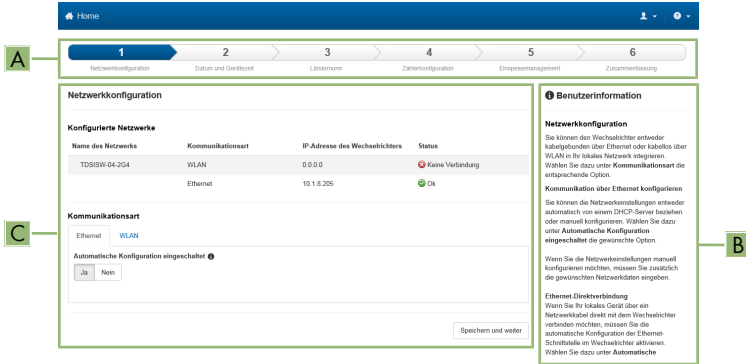 Home
A
1 2 3 4 5 6
Netzwerkkonfiguration Datum und Gerätezeit Ländernorm Zählerkonfiguration Einspeisemanagement Zusammenfassung
C
Netzwerkkonfiguration
Konfigurierte Netzwerke
Name des Netzwerks Kommunikationsart IP-Adresse des Wechselrichters Status
TDSISW-04-2G4 WLAN 0.0.0.0 Keine Verbindung
Ethernet 10.1.8.205 Ok
Kommunikationsart
Ethernet WLAN
Automatische Konfiguration eingeschaltet
Ja Nein
Speichern und weiter
B
Benutzerinformation
Netzwerkkonfiguration
Sie können den Wechselrichter entweder
kabelgebunden über Ethernet oder kabellos über
WLAN in Ihr lokales Netzwerk integrieren.
Wählen Sie dazu unter Kommunikationsart die
entsprechende Option.
Kommunikation über Ethernet konfigurieren
Sie können die Netzwerkeinstellungen entweder
automatisch von einem DHCP-Server beziehen
oder manuell konfigurieren. Wählen Sie dazu
unter Automatische Konfiguration
eingeschaltet die gewünschte Option.
Wenn Sie die Netzwerkeinstellungen manuell
konfigurieren möchten, müssen Sie zusätzlich
die gewünschten Netzwerkdaten eingeben.
Ethernet-Direktverbindung
Wenn Sie Ihr lokales Gerät über ein
Netzwerkkabel direkt mit dem Wechselrichter
verbinden möchten, müssen Sie die
automatische Konfiguration der Ethernet-
Schnittstelle im Wechselrichter aktivieren.
Wählen Sie dazu unter Automatische